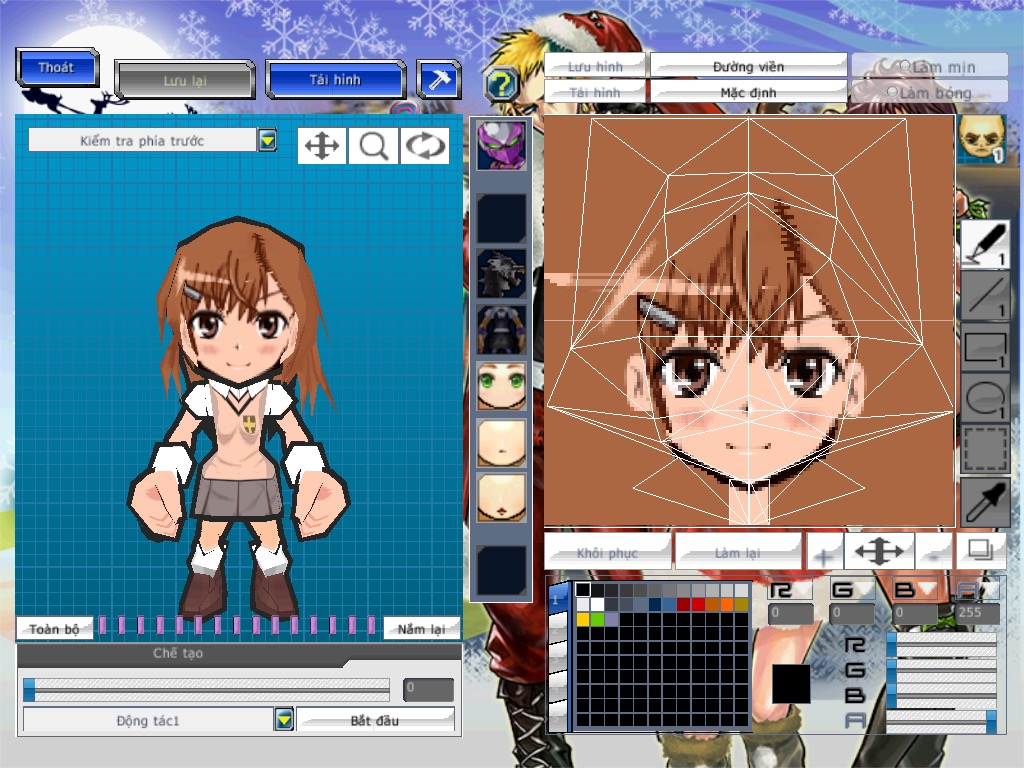 Thoát
Lưu lại
Tải hình
?
Lưu hình
Đường viền
Làm mịn
Tải hình
Mặc định
Làm bóng
Kiểm tra phía trước
1
1
1
1
1
Khôi phục
Làm lại
Toàn bộ
Nắm lại
Chế tạo
0
Động tác1
Bắt đầu
R
G
B
A
0
0
0
255
R
G
B
A